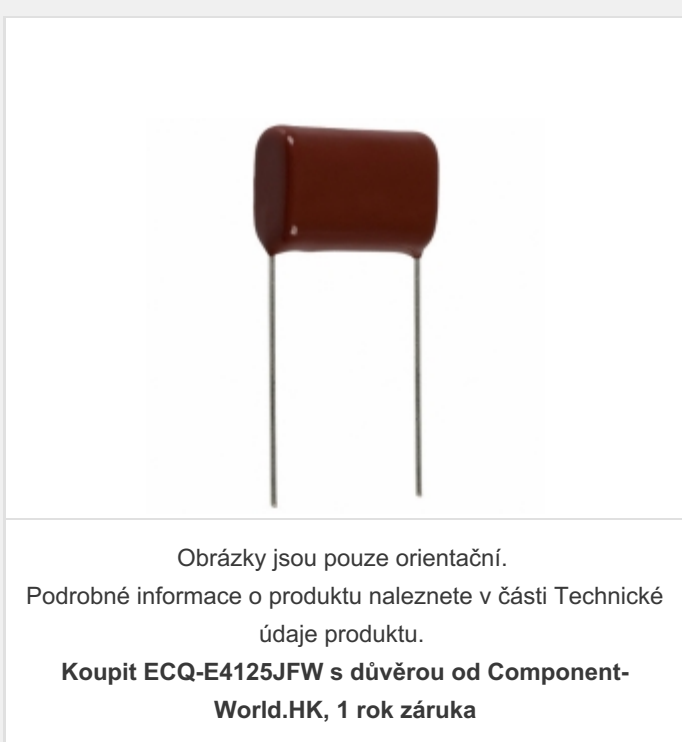 Obrázky jsou pouze orientační.
Podrobné informace o produktu naleznete v části Technické
údaje produktu.
Koupit ECQ-E4125JFW s důvěrou od Component-
World.HK, 1 rok záruka